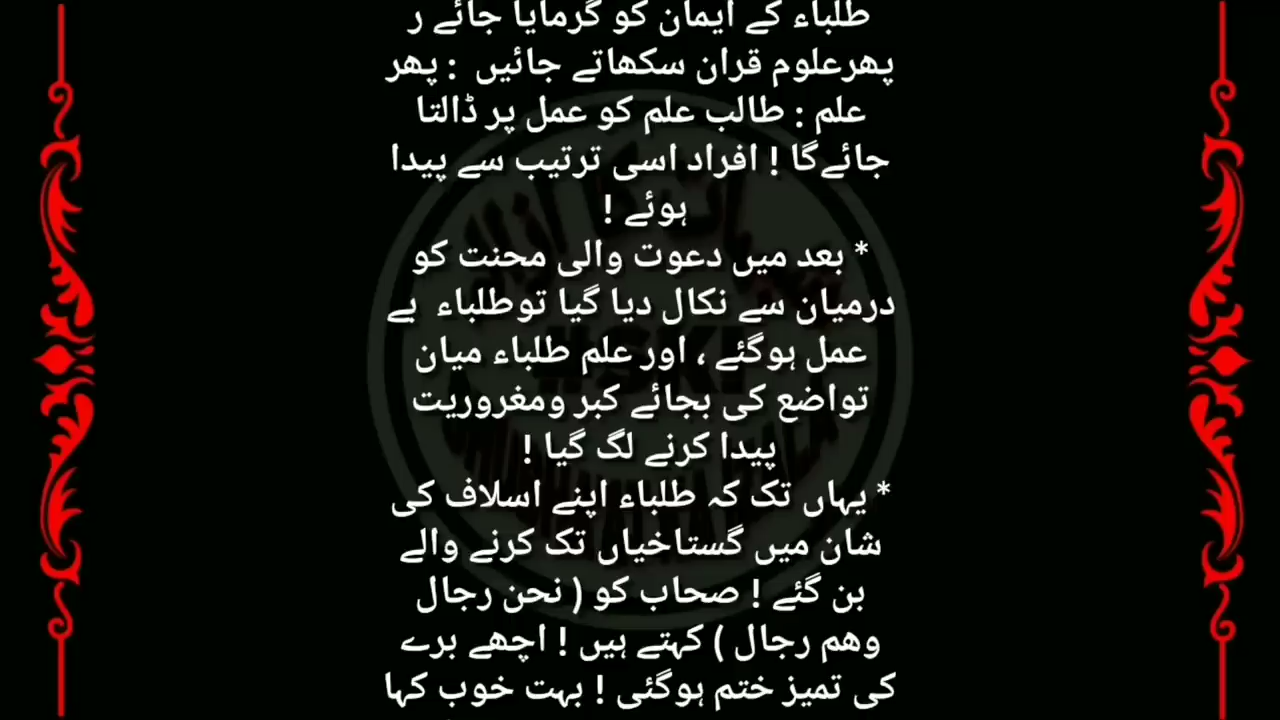 طلباء کے ایمان کو گرمایا جائے ر
پھرعلوم قران سکھاتے جائیں : پھر
علم : طالب علم کو عمل پر ڈالتا
جائےگا ! افراد اسی ترتیب سے پیدا
ہوئے !
* بعد میں دعوت والی محنت کو
درمیان سے نکال دیا گیا توطلباء بے
عمل ہوگئے ، اور علم طلباء میان
تواضع کی بجائے کبر ومغروریت
پیدا کرنے لگ گیا !
* یہاں تک کہ طلباء اپنے اسلاف کی
شان میں گستاخیاں تک کرنے والے
بن گئے ! صحاب کو ( نحن رجال
وھم رجال ) کہتے ہیں ! اچھے برے
کی تمیز ختم ہوگئی ! بہت خوب کہا